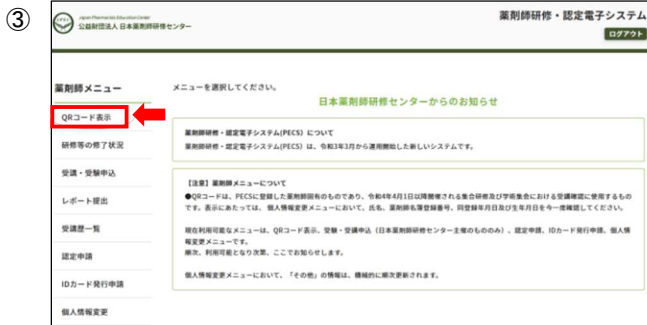 ③
Japan Pharmacists Education Center
公益財団法人 日本薬剤師研修センター
薬剤師研修・認定電子システム
ログアウト
薬剤師メニュー
QRコード表示
研修等の修了状況
受講・受験申込
レポート提出
受講歴一覧
認定申請
IDカード発行申請
個人情報変更
メニューを選択してください。
日本薬剤師研修センターからのお知らせ
薬剤師研修・認定電子システム(PECS）について
薬剤師研修・認定電子システム(PECS）は、令和3年3月から運用開始した新しいシステムです。
【注意】薬剤師メニューについて
●QRコードは、PECSに登録した薬剤師固有のものであり、令和4年4月1日以降開催される集合研修及び学術集会における受講確認に使用するもの
です。表示にあたっては、個人情報変更メニューにおいて、氏名、薬剤師名簿登録番号、同登録年月日及び生年月日を今一度確認してください。
現在利用可能なメニューは、QRコード表示、受験・受講申込（日本薬剤師研修センター主催のもののみ）、認定申請、IDカード発行申請、個人情
報変更メニューです。
順次、利用可能となり次第、ここでお知らせします。
個人情報変更メニューにおいて、「その他」の情報は、機械的に順次更新されます。